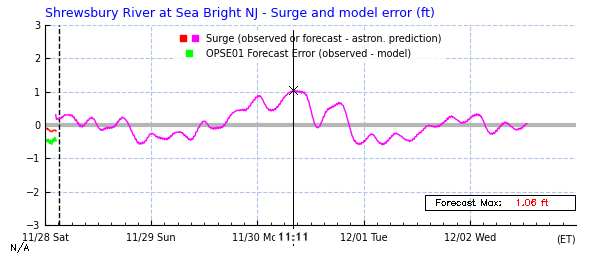 Shrewsbury River at Sea Bright NJ - Surge and model error (ft)
3
Surge (observed or forecast - astron. prediction)
OPSE01 Forecast Error (observed - model)
2
1
0
−1
−2
Forecast Max: 1.06 ft
−3
11/28 Sat 11/29 Sun 11/30 Mc 11:11 12/01 Tue 12/02 Wed (ET)
N/A